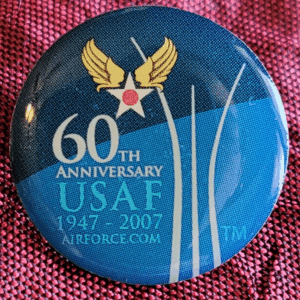 60TH
ANNIVERSARY
USAF
1947 - 2007
AIRFORCE.COM
TM